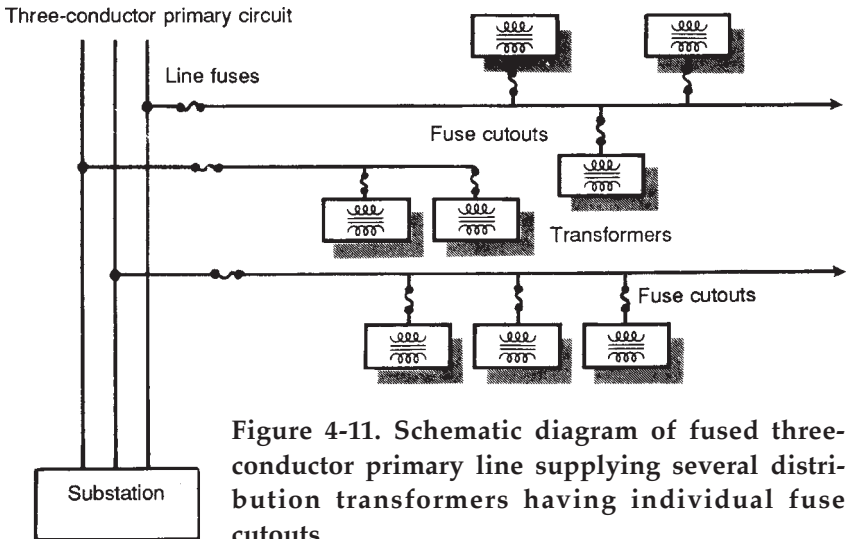 Three-conductor primary circuit
Line fuses
Fuse cutouts
Transformers
Fuse cutouts
Substation
Figure 4-11. Schematic diagram of fused three-
conductor primary line supplying several distri-
bution transformers having individual fuse
cutouts